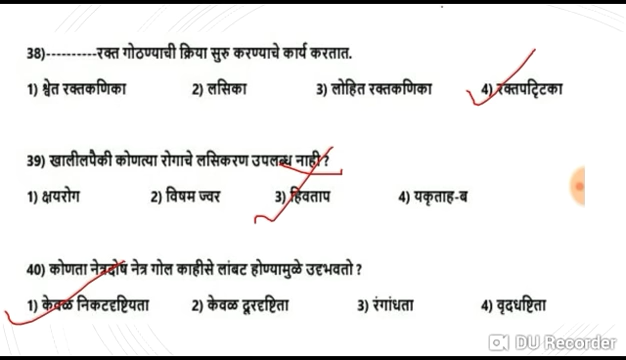 38)----------रक्त गोठण्याची क्रिया सुरु करण्याचे कार्य करतात.
1) श्वेत रक्तकणिका 2) लसिका 3) लोहित रक्तकणिका 4) रक्तपट्टिका
39) खालीलपैकी कोणत्या रोगाचे लसिकरण उपलब्ध नाही ?
1) क्षयरोग 2) विषम ज्वर 3) हिवताप 4) यकृताह-ब
40) कोणता नेत्रदोष नेत्र गोल काहीसे लांबट होण्यामुळे उद्दभवतो ?
1) केवळ निकटदृष्टियता 2) केवळ दूरदृष्टिता 3) रंगांधता 4) वृदधष्टिता
DU Recorder